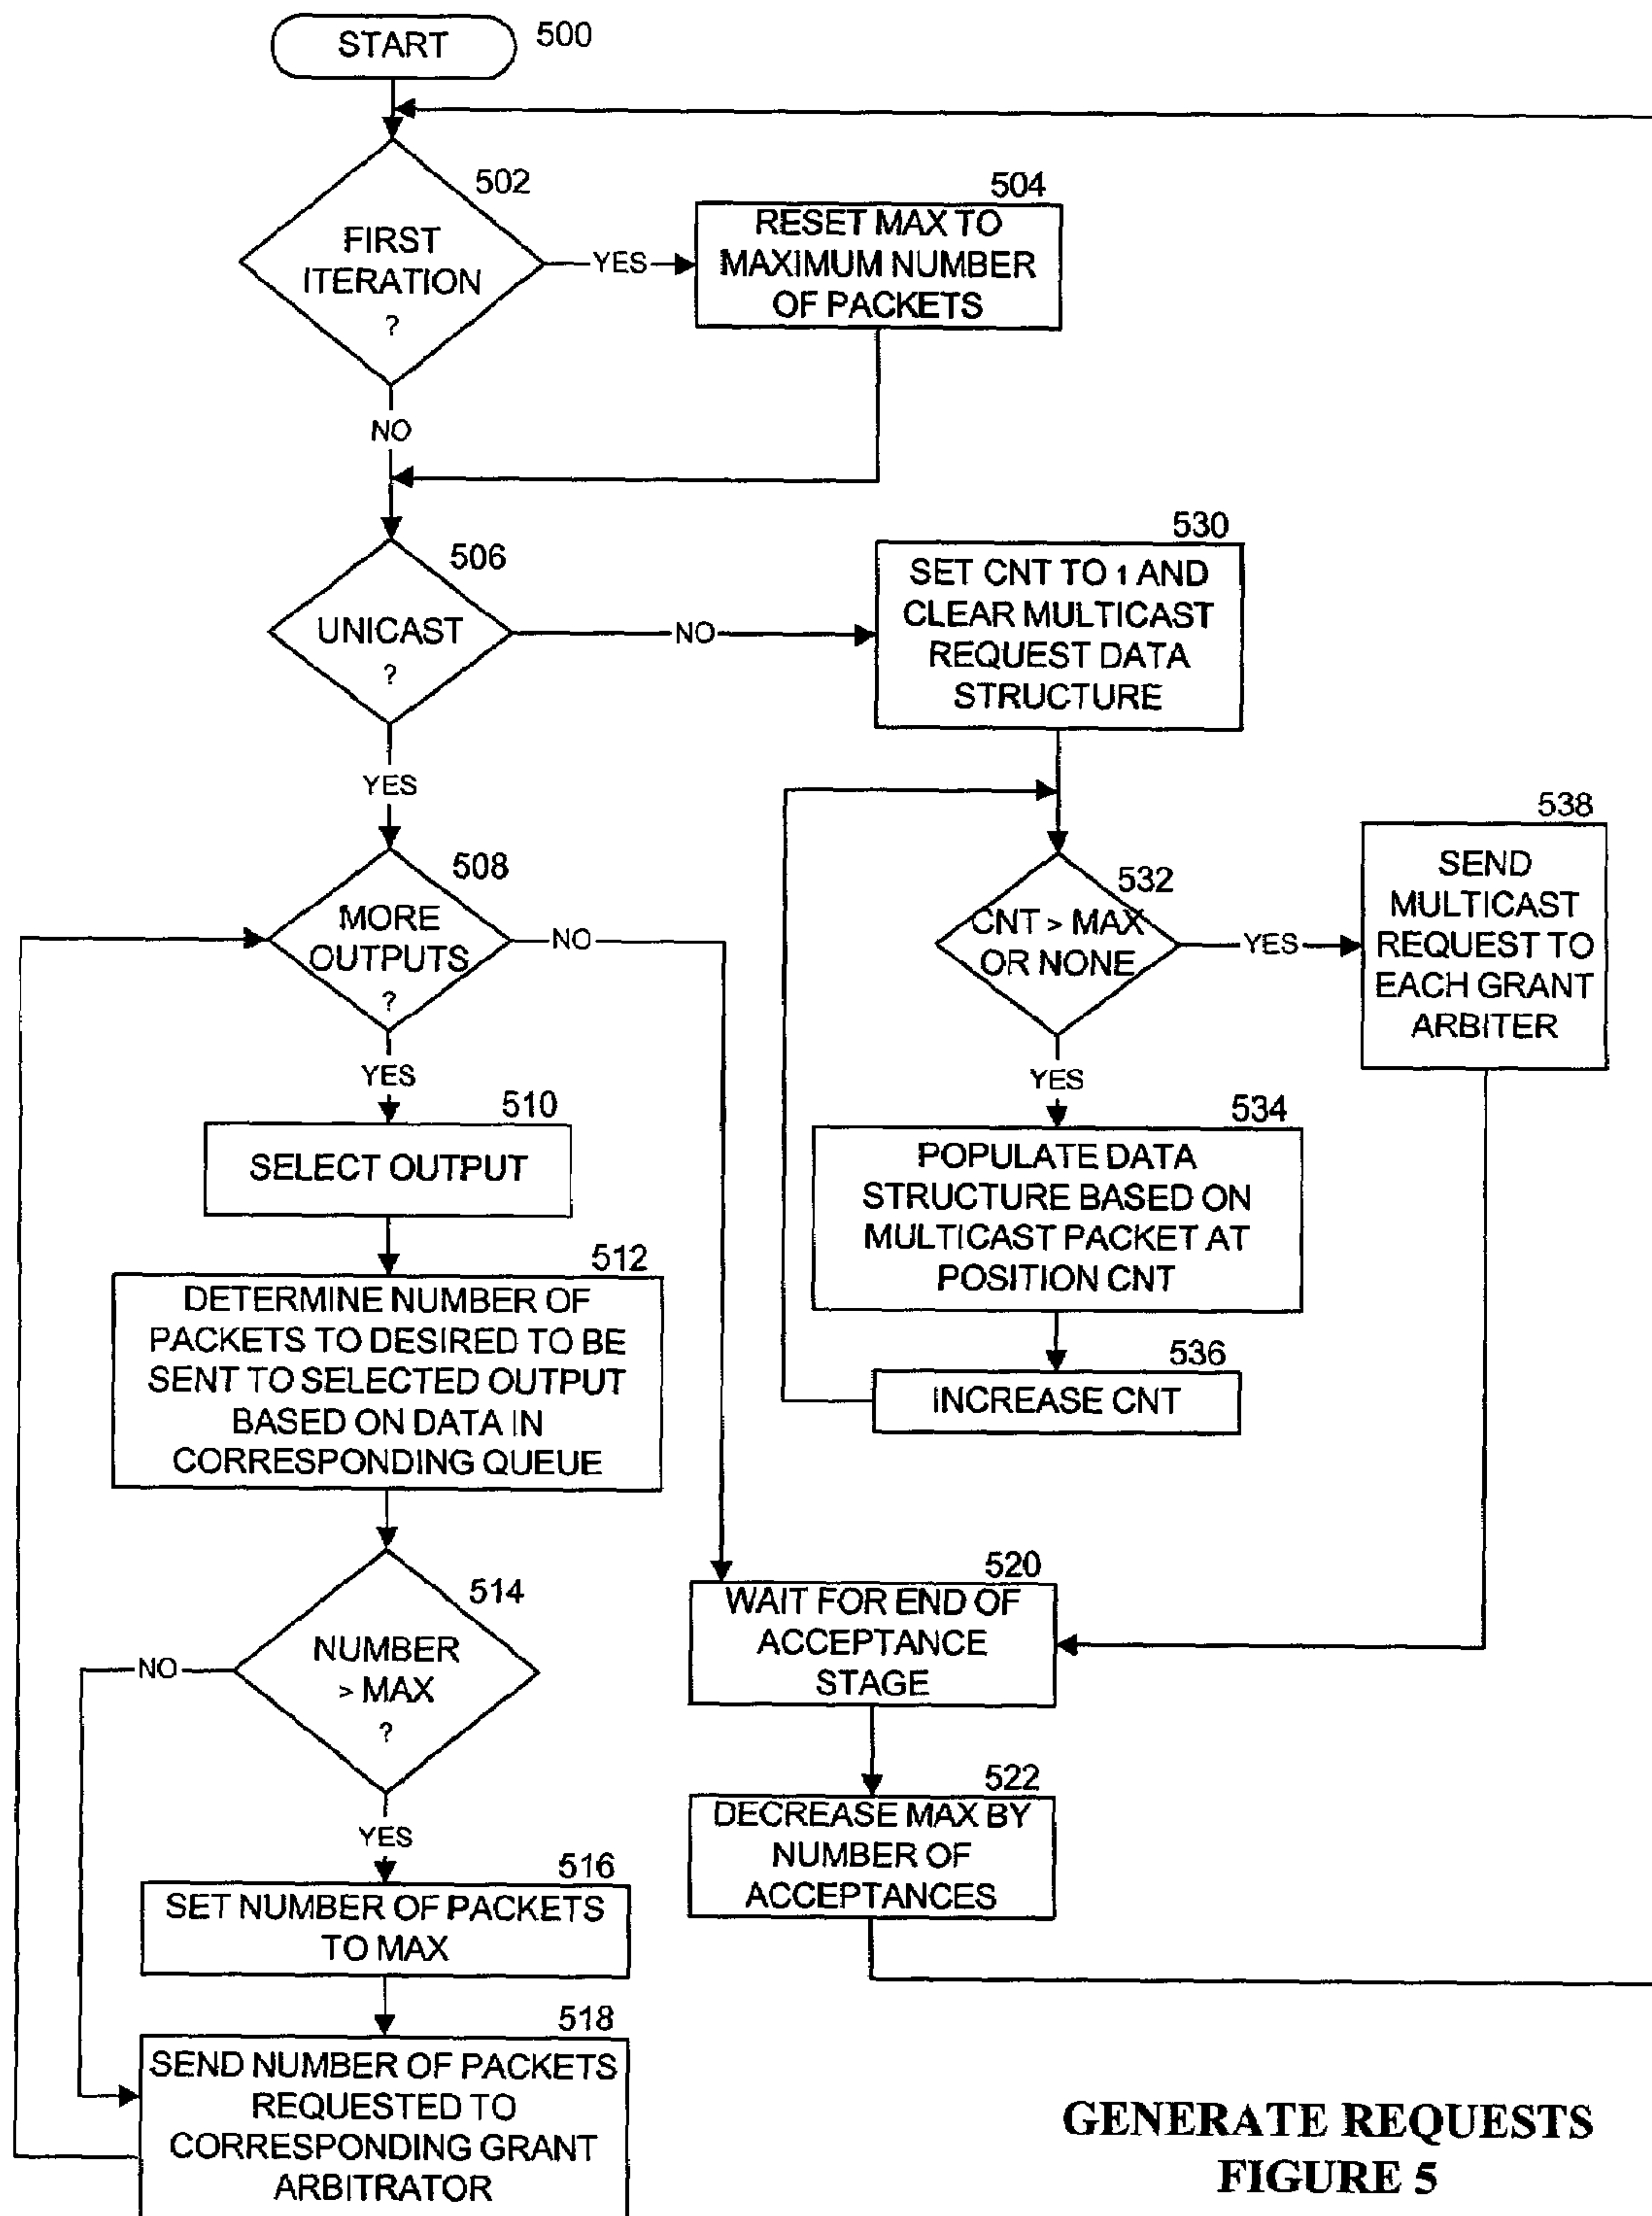 START
500
502
FIRST
ITERATION
?
YES
504
RESET MAX TO
MAXIMUM NUMBER
OF PACKETS
NO
506
UNICAST
?
NO
530
SET CNT TO 1 AND
CLEAR MULTICAST
REQUEST DATA
STRUCTURE
YES
508
MORE
OUTPUTS
?
NO
532
CNT > MAX
OR NONE
YES
538
SEND
MULTICAST
REQUEST TO
EACH GRANT
ARBITER
YES
510
SELECT OUTPUT
YES
534
POPULATE DATA
STRUCTURE BASED ON
MULTICAST PACKET AT
POSITION CNT
512
DETERMINE NUMBER OF
PACKETS TO DESIRED TO BE
SENT TO SELECTED OUTPUT
BASED ON DATA IN
CORRESPONDING QUEUE
536
INCREASE CNT
514
NUMBER
> MAX
?
NO
520
WAIT FOR END OF
ACCEPTANCE
STAGE
YES
522
DECREASE MAX BY
NUMBER OF
ACCEPTANCES
516
SET NUMBER OF PACKETS
TO MAX
518
SEND NUMBER OF PACKETS
REQUESTED TO
CORRESPONDING GRANT
ARBITRATOR
GENERATE REQUESTS
FIGURE 5